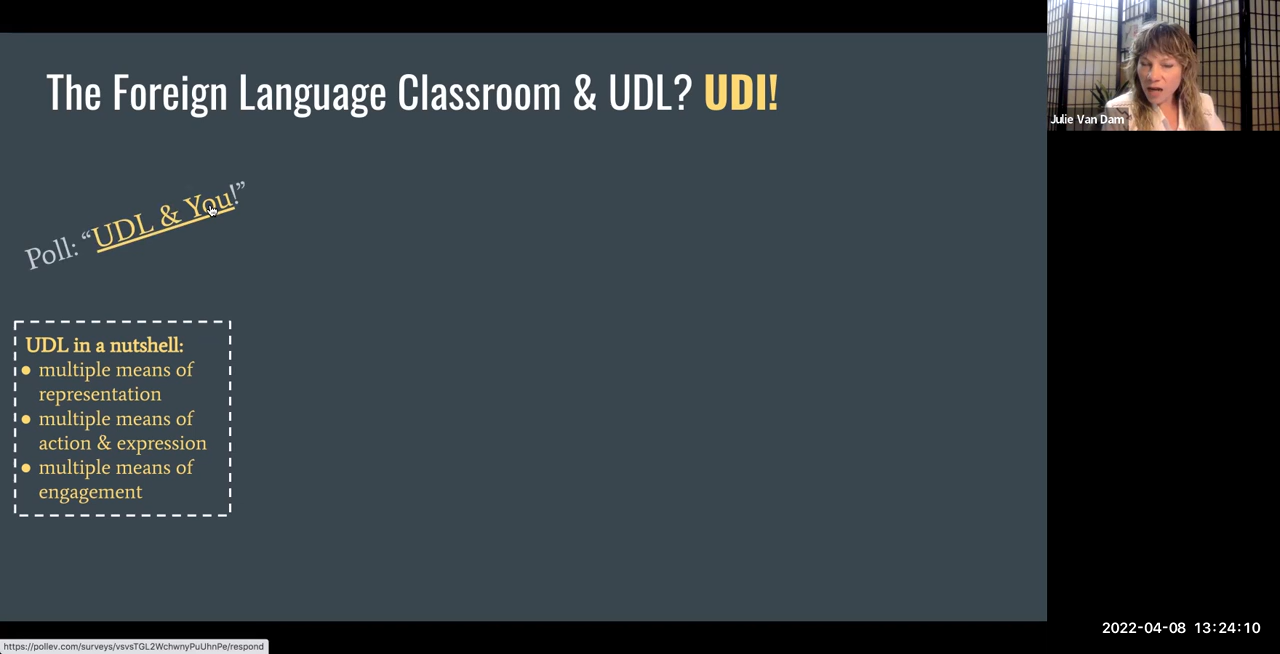 The Foreign Language Classroom & UDL? UDI!
Julie Van Dam
Poll: “UDL & You!”
UDL in a nutshell:
● multiple means of
representation
● multiple means of
action & expression
● multiple means of
engagement
2022-04-08 13:24:10
https://pollev.com/surveys/vsvsTGL2WchwnyPuUhnPe/respond